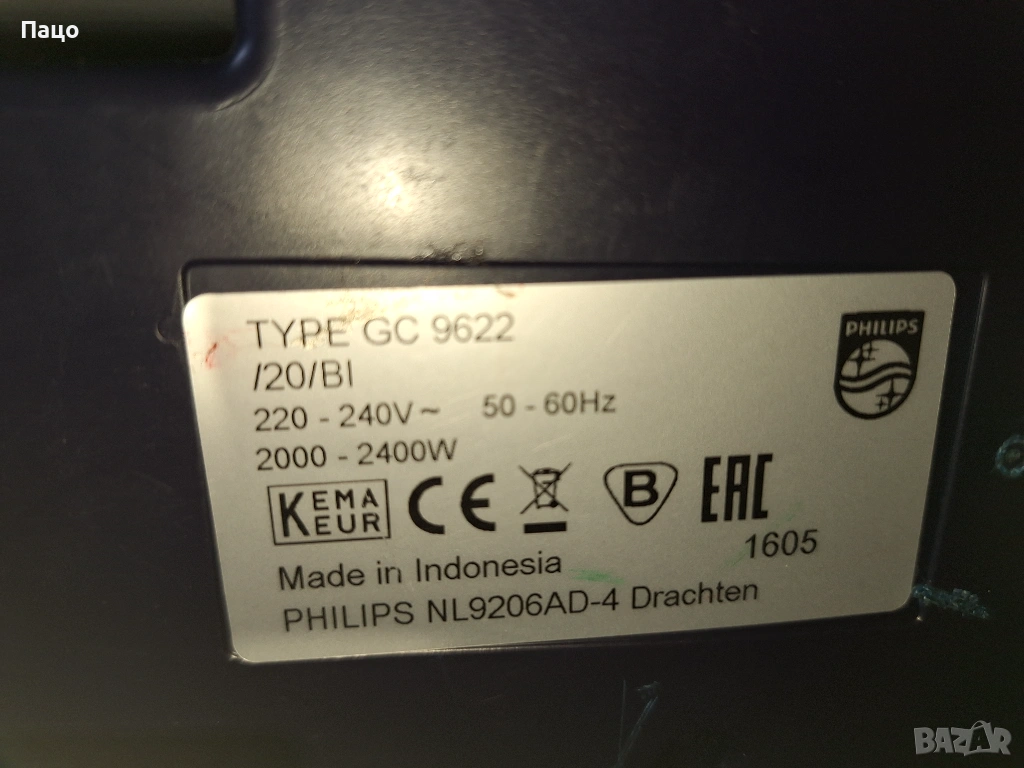 Пацо
TYPE GC 9622
/20/BI
220 - 240V~ 50 - 60Hz
2000 - 2400W
PHILIPS
KEMA
KEUR
CE
B
EAC
1605
Made in Indonesia
PHILIPS NL9206AD-4 Drachten
BAZAR